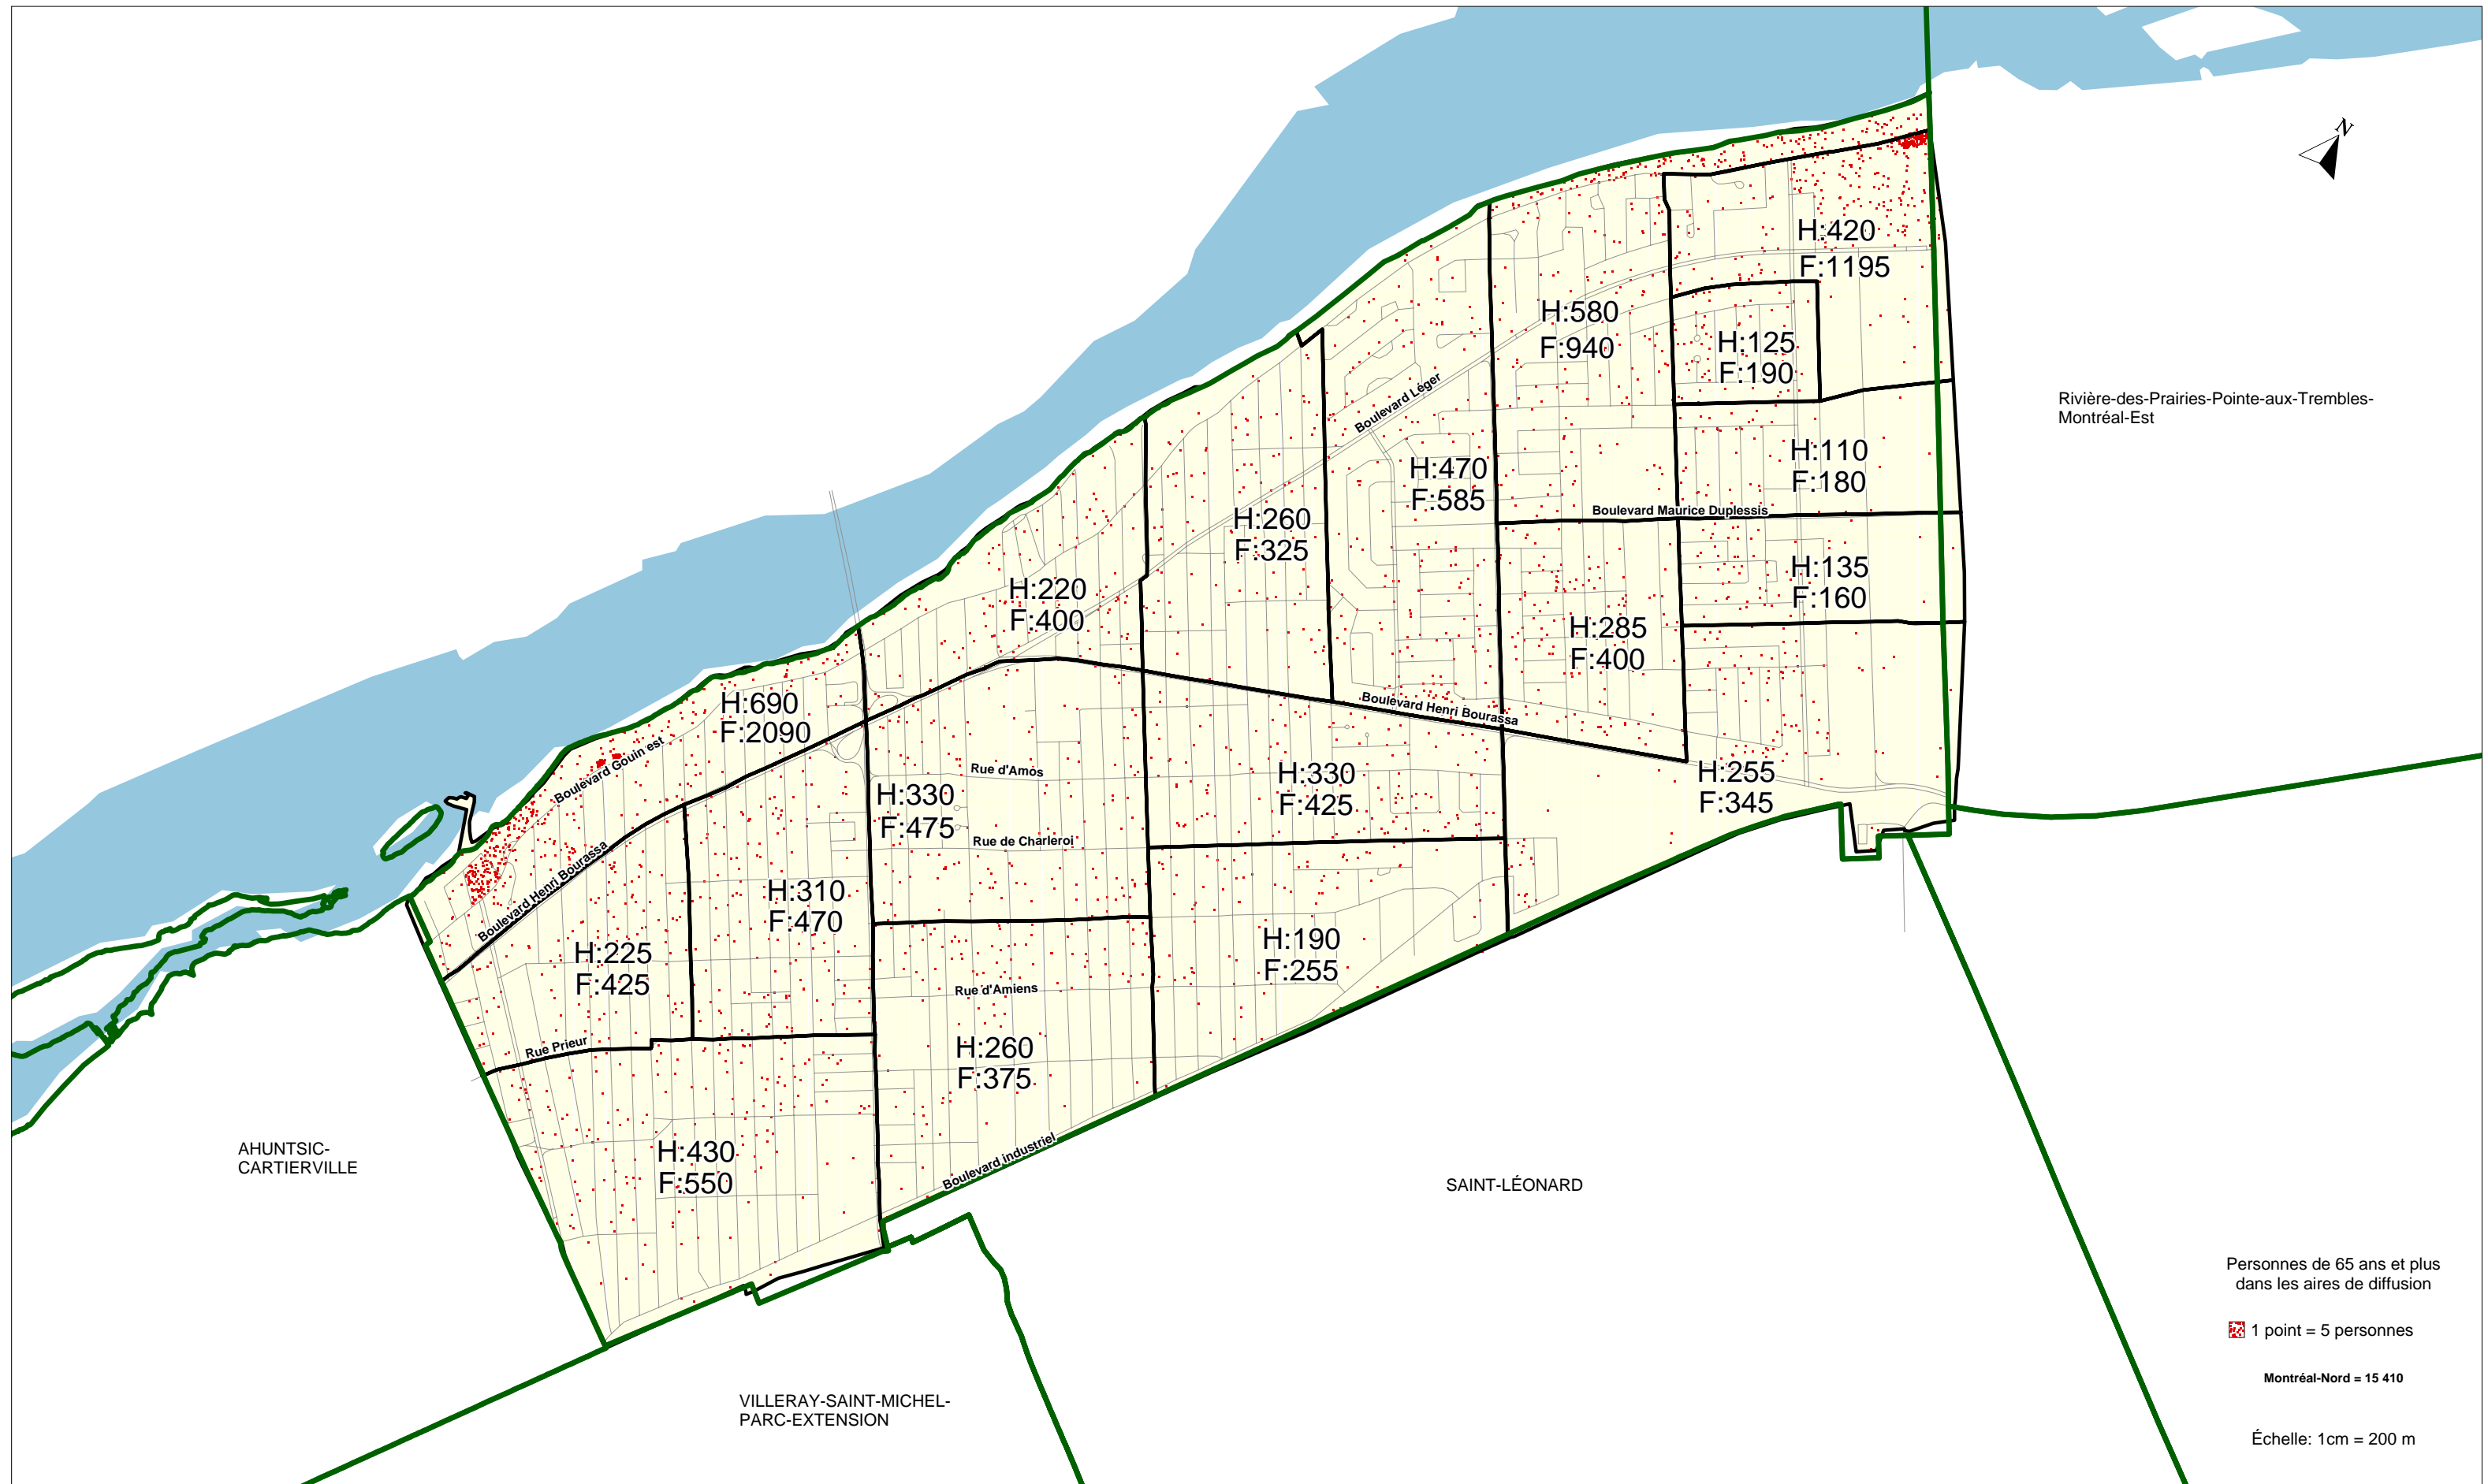 N
H:420
F:1195
H:580
F:940
H:125
F:190
Rivière-des-Prairies-Pointe-aux-Trembles-
Montréal-Est
Boulevard Léger
H:470
F:585
H:110
F:180
Boulevard Maurice Duplessis
H:260
F:325
H:135
F:160
H:220
F:400
H:285
F:400
H:690
F:2090
Boulevard Henri Bourassa
Boulevard Gouin est
Rue d'Amos
H:330
F:475
H:330
F:425
H:255
F:345
Rue de Charleroi
Boulevard Henri Bourassa
H:310
F:470
H:225
F:425
H:190
F:255
Rue d'Amiens
Rue Prieur
H:260
F:375
H:430
F:550
Boulevard industriel
AHUNTSIC-
CARTIERVILLE
SAINT-LÉONARD
VILLERAY-SAINT-MICHEL-
PARC-EXTENSION
Personnes de 65 ans et plus
dans les aires de diffusion
1 point = 5 personnes
Montréal-Nord = 15 410
Échelle: 1cm = 200 m